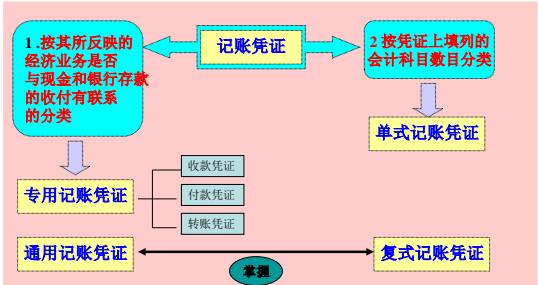 记账凭证
1 .按其所反映的
经济业务是否
与现金和银行存款
的收付有联系
的分类
2 按凭证上填列的
会计科目数目分类
单式记账凭证
专用记账凭证
收款凭证
付款凭证
转账凭证
通用记账凭证
复式记账凭证
掌握